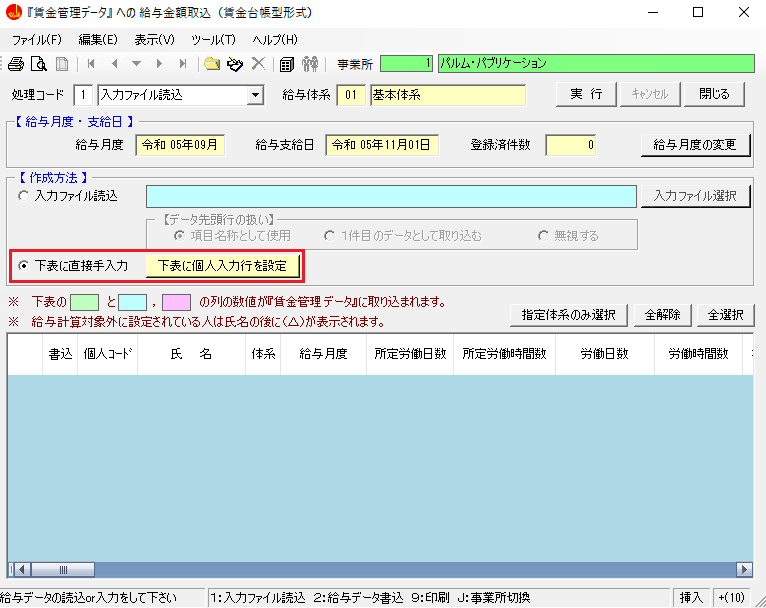 『賃金管理データ』への 給与金額取込（賃金台帳型形式）
ファイル(F) 編集(E) 表示(V) ツール(T) ヘルプ(H)
事業所 1 パルム・パブリケーション
処理コード 1 入力ファイル読込 給与体系 01 基本体系 実 行 キャンセル 閉じる
【 給与月度・支給日 】
給与月度 令和 05年09月 給与支給日 令和 05年11月01日 登録済件数 0 給与月度の変更
【 作成方法 】
入力ファイル読込 入力ファイル選択
【データ先頭行の扱い】
項目名称として使用 1件目のデータとして取り込む 無視する
下表に直接手入力 下表に個人入力行を設定
※ 下表の と , の列の数値が『賃金管理データ』に取り込まれます。
※ 給与計算対象外に設定されている人は氏名の後に〈△〉が表示されます。
指定体系のみ選択 全解除 全選択
書込 個人コード 氏 名 体系 給与月度 所定労働日数 所定労働時間数 労働日数 労働時間数
給与データの読込or入力をして下さい 1:入力ファイル読込 2:給与データ書込 9:印刷 J:事業所切換 挿入 +(10)